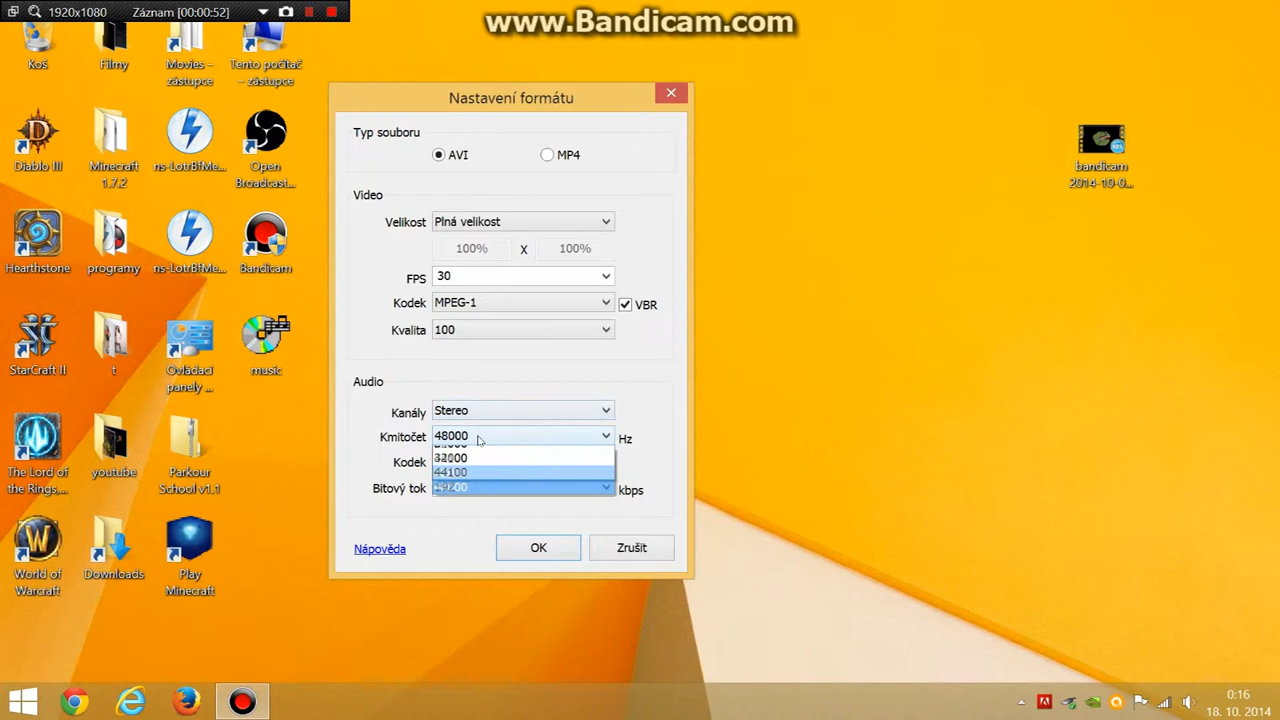 1920x1080 Záznam [00:00:52]
www.Bandicam.com
Koš
Filmy
Movies –
zástupce
Tento počítač
– zástupce
Diablo III
Minecraft
1.7.2
ns-LotrBfMe...
Open
Broadcast...
Hearthstone
programy
ns-LotrBfMe...
Bandicam
StarCraft II
t
Ovládací
panely ...
music
The Lord of
the Rings,...
youtube
Parkour
School v1.1
World of
Warcraft
Downloads
Play
Minecraft
bandicam
2014-10-0...
Nastavení formátu
Typ souboru
AVI MP4
Video
Velikost Plná velikost
100% X 100%
FPS 30
Kodek MPEG-1 VBR
Kvalita 100
Audio
Kanály Stereo
Kmitočet 48000 Hz
Kodek
44100
Bitový tok kbps
Nápověda OK Zrušit
0:16
18. 10. 2014